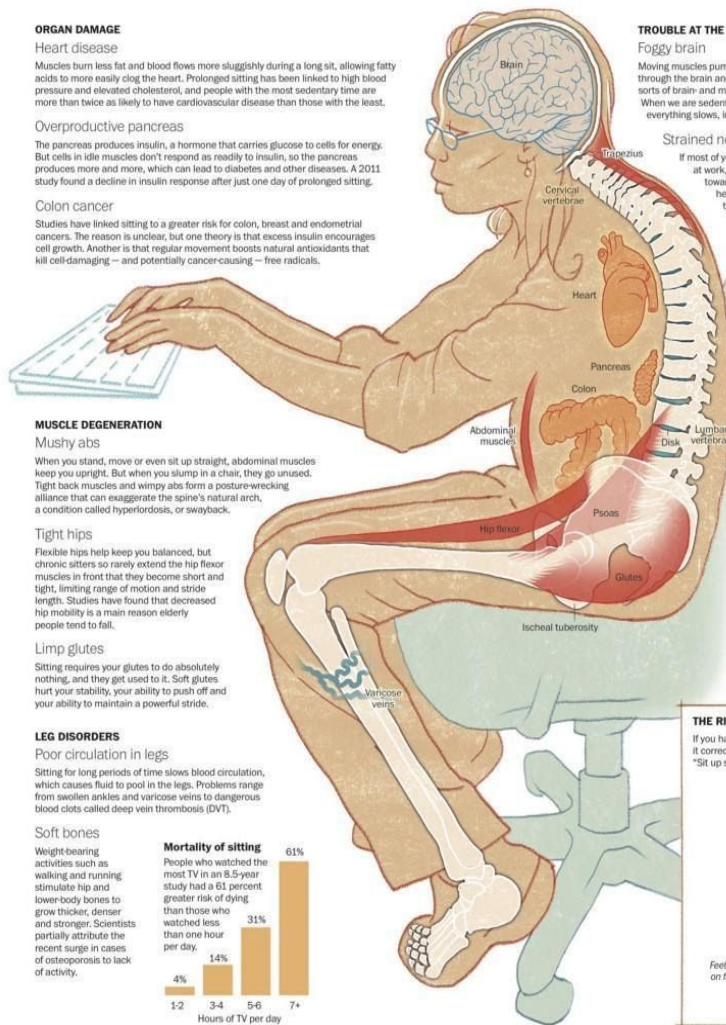 ORGAN DAMAGE
Heart disease
Muscles burn less fat and blood flows more sluggishly during a long sit, allowing fatty
acids to more easily clog the heart. Prolonged sitting has been linked to high blood
pressure and elevated cholesterol, and people with the most sedentary time are
more than twice as likely to have cardiovascular disease than those with the least.
Overproductive pancreas
The pancreas produces insulin, a hormone that carries glucose to cells for energy.
But cells in idle muscles don't respond as readily to insulin, so the pancreas
produces more and more, which can lead to diabetes and other diseases. A 2011
study found a decline in insulin response after just one day of prolonged sitting.
Colon cancer
Studies have linked sitting to a greater risk for colon, breast and endometrial
cancers. The reason is unclear, but one theory is that excess insulin encourages
cell growth. Another is that regular movement boosts natural antioxidants that
kill cell-damaging — and potentially cancer-causing — free radicals.
MUSCLE DEGENERATION
Mushy abs
When you stand, move or even sit up straight, abdominal muscles
keep you upright. But when you slump in a chair, they go unused.
Tight back muscles and wimpy abs form a posture-wrecking
alliance that can exaggerate the spine's natural arch,
a condition called hyperlordosis, or swayback.
Tight hips
Flexible hips help keep you balanced, but
chronic sitters so rarely extend the hip flexor
muscles in front that they become short and
tight, limiting range of motion and stride
length. Studies have found that decreased
hip mobility is a main reason elderly
people tend to fall.
Limp glutes
Sitting requires your glutes to do absolutely
nothing, and they get used to it. Soft glutes
hurt your stability, your ability to push off and
your ability to maintain a powerful stride.
LEG DISORDERS
Poor circulation in legs
Sitting for long periods of time slows blood circulation,
which causes fluid to pool in the legs. Problems range
from swollen ankles and varicose veins to dangerous
blood clots called deep vein thrombosis (DVT).
Soft bones
Weight-bearing
activities such as
walking and running
stimulate hip and
lower-body bones to
grow thicker, denser
and stronger. Scientists
partially attribute the
recent surge in cases
of osteoporosis to lack
of activity.
Mortality of sitting
People who watched the
most TV in an 8.5-year
study had a 61 percent
greater risk of dying
than those who
watched less
than one hour
per day.
4%
14%
31%
61%
1-2
3-4
5-6
7+
Hours of TV per day
Brain
Trapezius
Cervical
vertebrae
Heart
Pancreas
Colon
Abdominal
muscles
Disk
Lumba
vertebra
Hip flexor
Psoas
Glutes
Ischeal tuberosity
Varicose
veins
TROUBLE AT THE
Foggy brain
Moving muscles pum
through the brain an
sorts of brain- and m
When we are sedent
everything slows, i
Strained ne
If most of y
at work,
towa
he
t
THE RI
If you ha
it correc
"Sit up s
Feet
on f